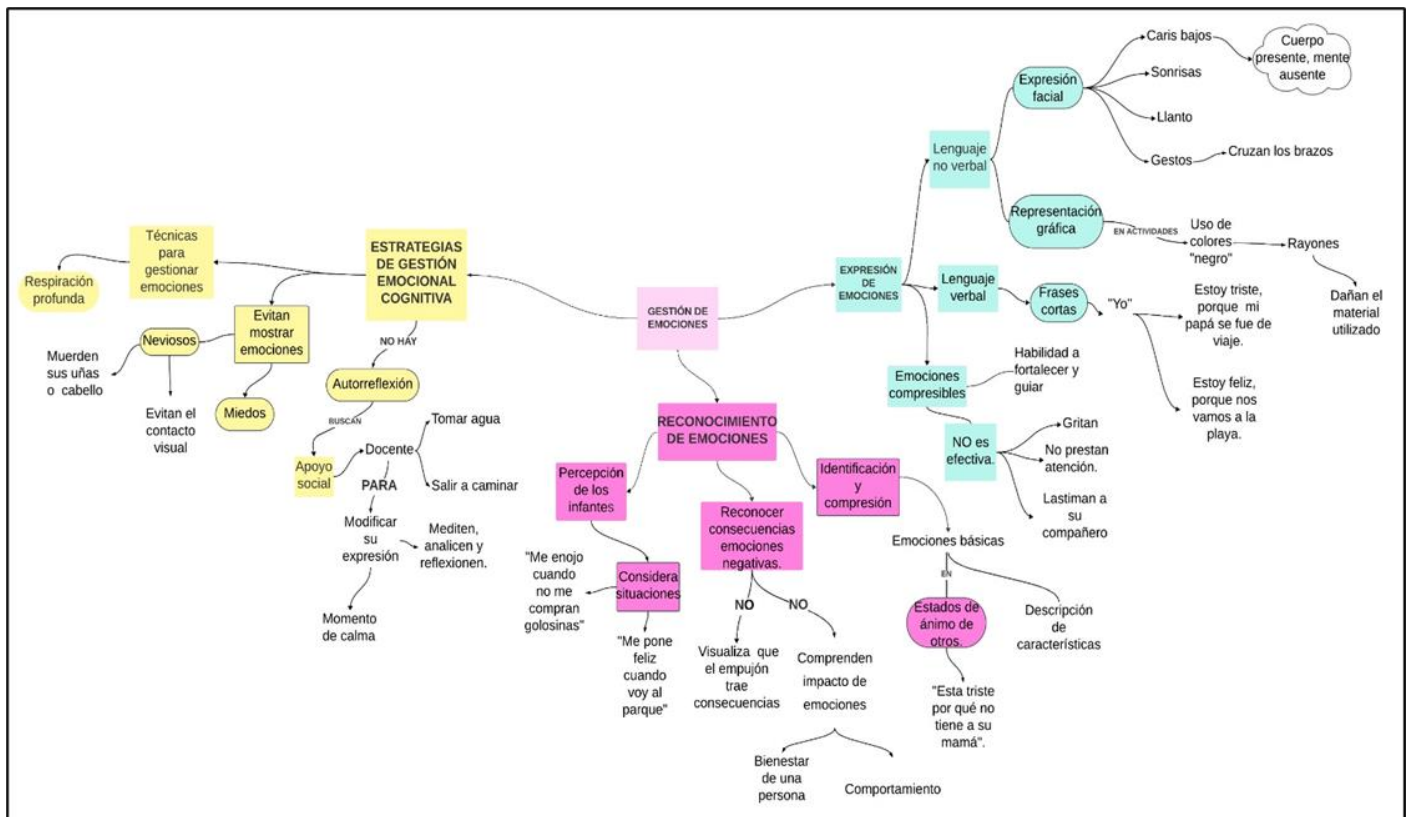 GESTIÓN DE
EMOCIONES
ESTRATEGIAS
DE GESTIÓN
EMOCIONAL
COGNITIVA
Técnicas
para
gestionar
emociones
Respiración
profunda
Evitan
mostrar
emociones
Neviosos
Muerden
sus uñas
o cabello
Evitan el
contacto
visual
Miedos
NO HAY
Autorreflexión
BUSCAN
Apoyo
social
Docente
Tomar agua
Salir a caminar
PARA
Modificar
su
expresión
Mediten,
analicen y
reflexionen.
Momento
de calma
RECONOCIMIENTO
DE EMOCIONES
Percepción
de los
infantes
Considera
situaciones
"Me enojo
cuando
no me
compran
golosinas"
"Me pone
feliz
cuando
voy al
parque"
Reconocer
consecuencias
emociones
negativas.
NO
NO
Visualiza que
el empujón
trae
consecuencias
Comprenden
impacto de
emociones
Bienestar
de una
persona
Comportamiento
Identificación
y
compresión
Emociones básicas
EN
Estados de
ánimo de
otros.
Descripción
de
características
"Esta triste
por qué no
tiene a su
mamá".
EXPRESIÓN
DE
EMOCIONES
Lenguaje
no verbal
Expresión
facial
Caris bajos
Cuerpo
presente, mente
ausente
Sonrisas
Llanto
Gestos
Cruzan los brazos
Representación
gráfica
EN ACTIVIDADES
Uso de
colores
"negro"
Rayones
Dañan el
material
utilizado
Lenguaje
verbal
Frases
cortas
"Yo"
Estoy triste,
porque mi
papá se fue de
viaje.
Estoy feliz,
porque nos
vamos a la
playa.
Emociones
compresibles
Habilidad a
fortalecer y
guiar
NO es
efectiva.
Gritan
No prestan
atención.
Lastiman a
su
compañero